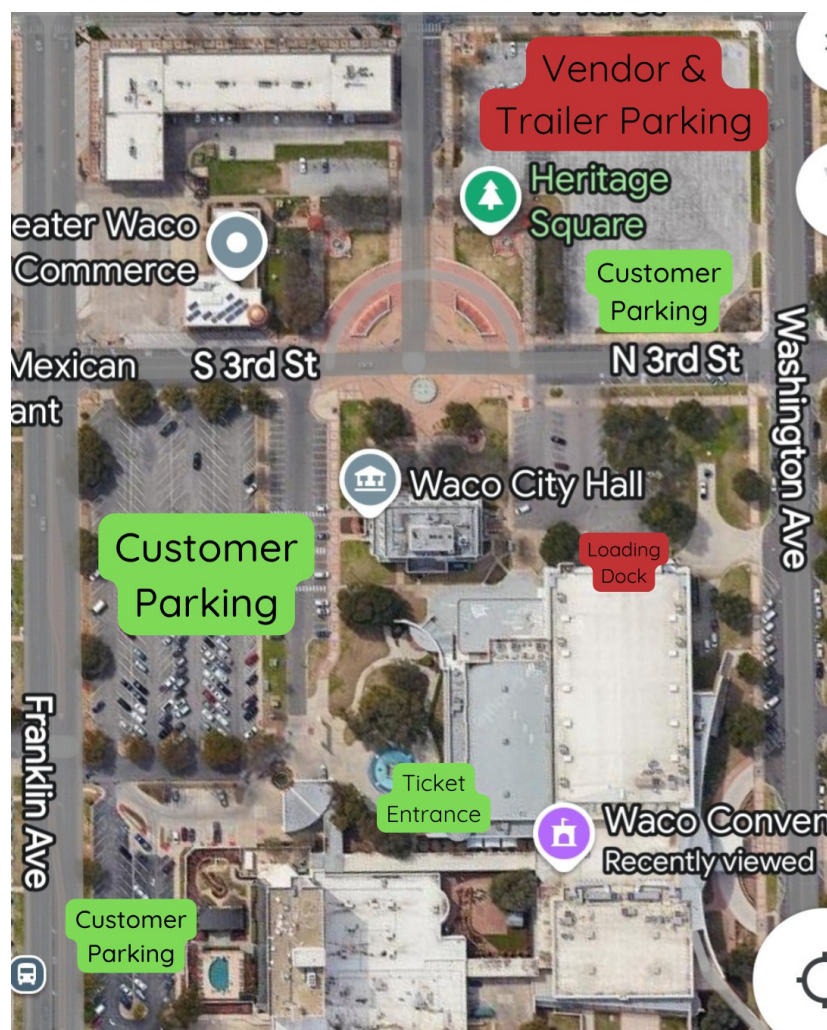 Vendor &
Trailer Parking
Heritage
Square
eater Waco
Commerce
Customer
Parking
S 3rd St
N 3rd St
Mexican
ant
Washington Ave
Waco City Hall
Customer
Parking
Loading
Dock
Franklin Ave
Ticket
Entrance
Waco Conven
Recently viewed
Customer
Parking